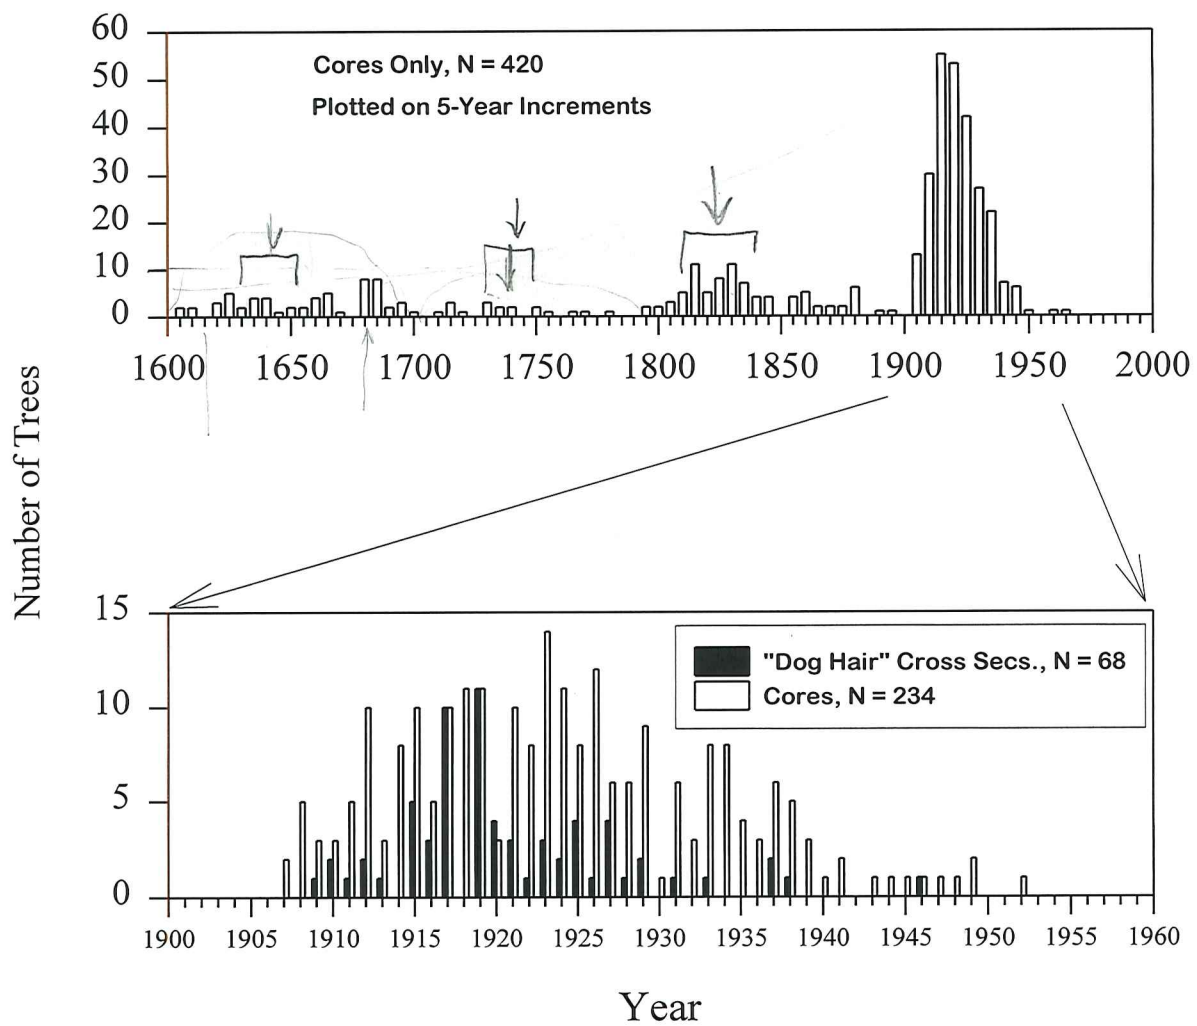 60
Cores Only, N = 420
50
Plotted on 5-Year Increments
40
30
20
10
0
1600 1650 1700 1750 1800 1850 1900 1950 2000
Number of Trees
15
"Dog Hair" Cross Secs., N = 68
Cores, N = 234
10
5
0
1900 1905 1910 1915 1920 1925 1930 1935 1940 1945 1950 1955 1960
Year